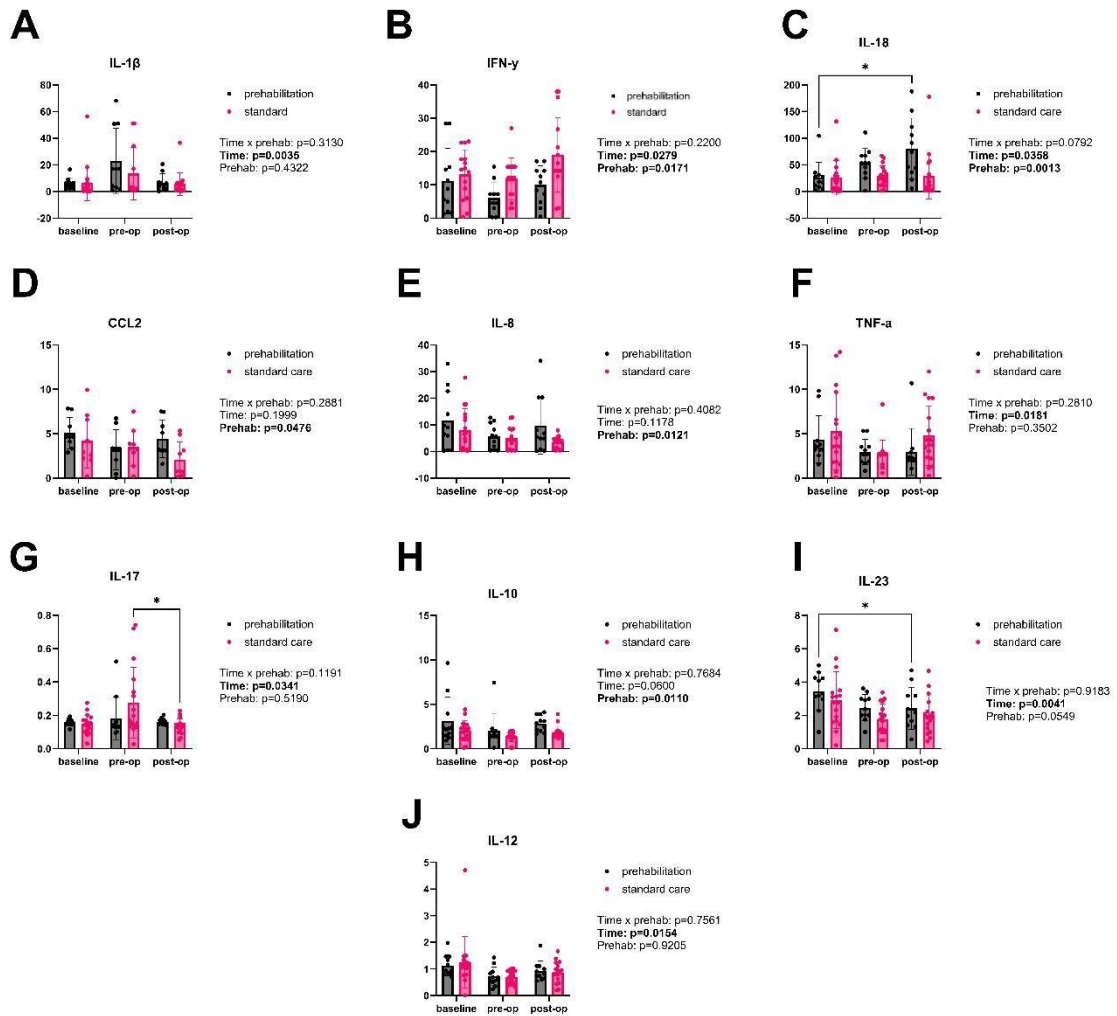 A
IL-1β
80
60
40
20
0
20
baseline
pre-op
post-op
prehabilitation
standard
Time x prehab: p=0.3130
Time: p=0.0035
Prehab: p=0.4322
B
IFN-y
40
30
20
10
0
10
baseline
pre-op
post-op
prehabilitation
standard
Time x prehab: p=0.2200
Time: p=0.0279
Prehab: p=0.0171
C
IL-18
200
150
100
50
0
-50
*
baseline
pre-op
post-op
prehabilitation
standard care
Time x prehab: p=0.0792
Time: p=0.0358
Prehab: p=0.0013
D
CCL2
15
10
5
0
baseline
pre-op
post-op
prehabilitation
standard care
Time x prehab: p=0.2881
Time: p=0.1999
Prehab: p=0.0476
E
IL-8
40
30
20
10
0
-10
baseline
pre-op
post-op
prehabilitation
standard care
Time x prehab: p=0.4082
Time: p=0.1178
Prehab: p=0.0121
F
TNF-a
15
10
5
0
baseline
pre-op
post-op
prehabilitation
standard care
Time x prehab: p=0.2810
Time: p=0.0181
Prehab: p=0.3502
G
IL-17
0.8
0.6
0.4
0.2
0.0
*
baseline
pre-op
post-op
prehabilitation
standard care
Time x prehab: p=0.1191
Time: p=0.0341
Prehab: p=0.5190
H
IL-10
15
10
5
0
baseline
pre-op
post-op
prehabilitation
standard care
Time x prehab: p=0.7684
Time: p=0.0600
Prehab: p=0.0110
I
IL-23
8
6
4
2
0
*
baseline
pre-op
post-op
prehabilitation
standard care
Time x prehab: p=0.9183
Time: p=0.0041
Prehab: p=0.0549
J
IL-12
5
4
3
2
1
0
baseline
pre-op
post-op
prehabilitation
standard care
Time x prehab: p=0.7561
Time: p=0.0154
Prehab: p=0.9205